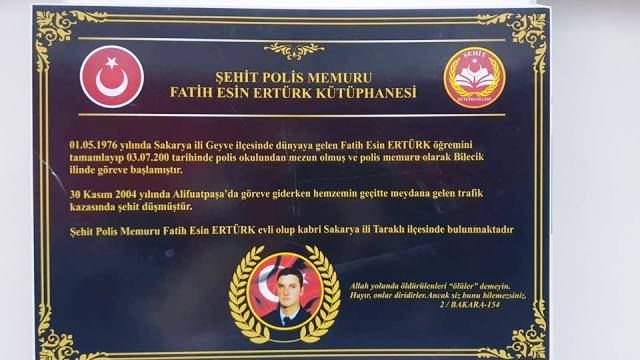 ŞEHİT POLİS MEMURU
FATİH ESİN ERTÜRK KÜTÜPHANESİ
ŞEHİT
KÜTÜPHANELERİ
01.05.1976 yılında Sakarya ili Geyve ilçesinde dünyaya gelen Fatih Esin ERTÜRK öğremini
tamamlayıp 03.07.200 tarihinde polis okulundan mezun olmuş ve polis memuru olarak Bilecik
ilinde göreve başlamıştır.
30 Kasım 2004 yılında Alifuatpaşa'da göreve giderken hemzemin geçitte meydana gelen trafik
kazasında şehit düşmüştür.
Şehit Polis Memuru Fatih Esin ERTÜRK evli olup kabri Sakarya ili Taraklı ilçesinde bulunmaktadır
Allah yolunda öldürülenleri “ölüler” demeyin.
Hayır, onlar diridirler.Ancak siz bunu bilemezsiniz.
2 / BAKARA-154